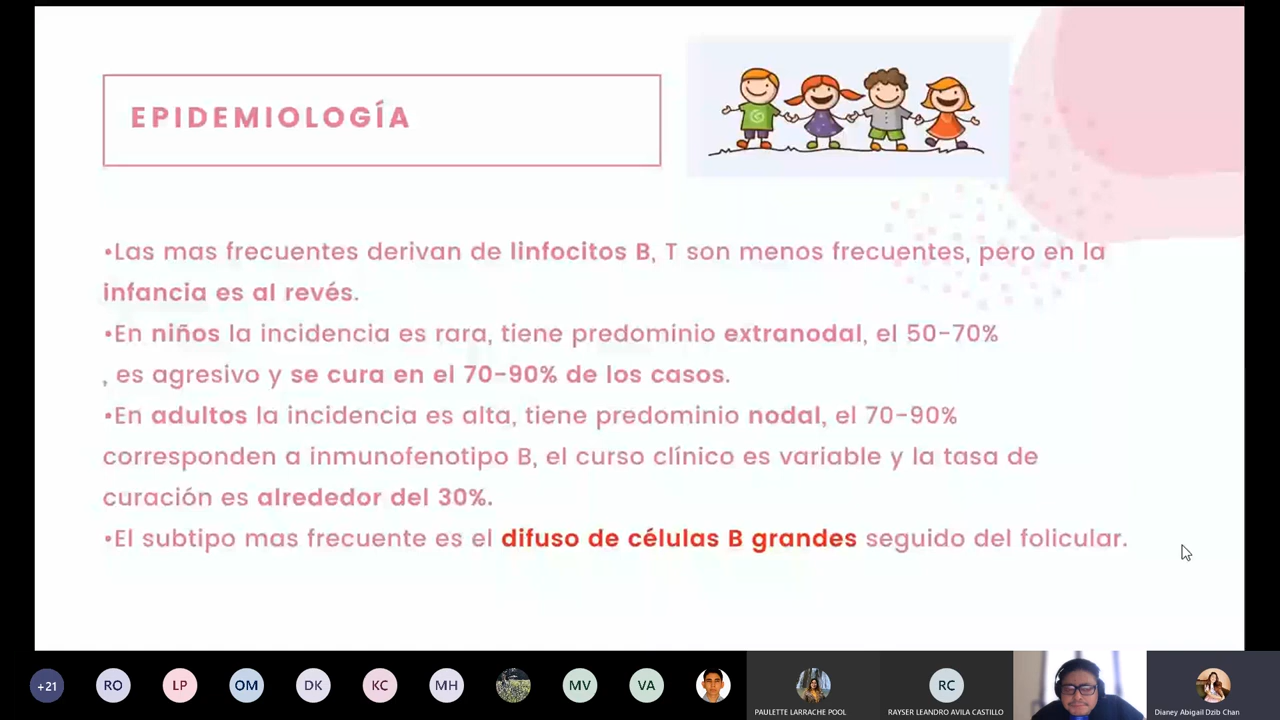 EPIDEMIOLOGÍA
•Las mas frecuentes derivan de linfocitos B, T son menos frecuentes, pero en la
infancia es al revés.
•En niños la incidencia es rara, tiene predominio extranodal, el 50-70%
, es agresivo y se cura en el 70-90% de los casos.
•En adultos la incidencia es alta, tiene predominio nodal, el 70-90%
corresponden a inmunofenotipo B, el curso clínico es variable y la tasa de
curación es alrededor del 30%.
•El subtipo mas frecuente es el difuso de células B grandes seguido del folicular.
+21
RO
LP
OM
DK
KC
MH
MV
VA
RC
PAULETTE LARRACHE POOL
RAYSER LEANDRO AVILA CASTILLO
Dianey Abigail Dzib Chan